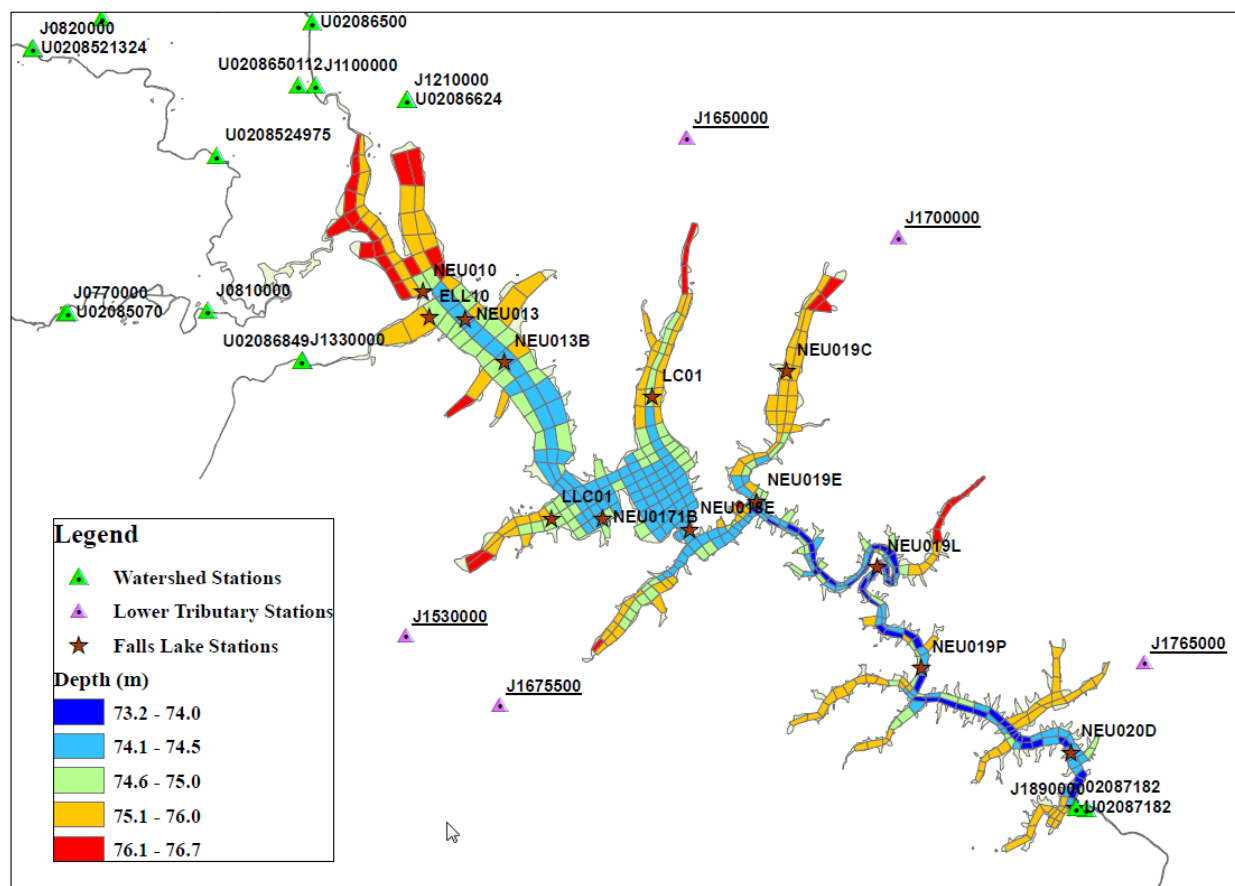 U02086500
J0820000
U0208521324
U0208650112
J1100000
J1210000
U02086624
J1650000
U0208524975
J1700000
NEU010
J0770000
U02085070
J0810000
ELL10
NEU013
U02086849
J1330000
NEU013B
NEU019C
LC01
NEU019E
LLC01
NEU018E
NEU0171B
NEU019L
J1530000
J1675500
NEU019P
J1765000
NEU020D
J1890000
02087182
U02087182
Legend
Watershed Stations
Lower Tributary Stations
Falls Lake Stations
Depth (m)
73.2 - 74.0
74.1 - 74.5
74.6 - 75.0
75.1 - 76.0
76.1 - 76.7